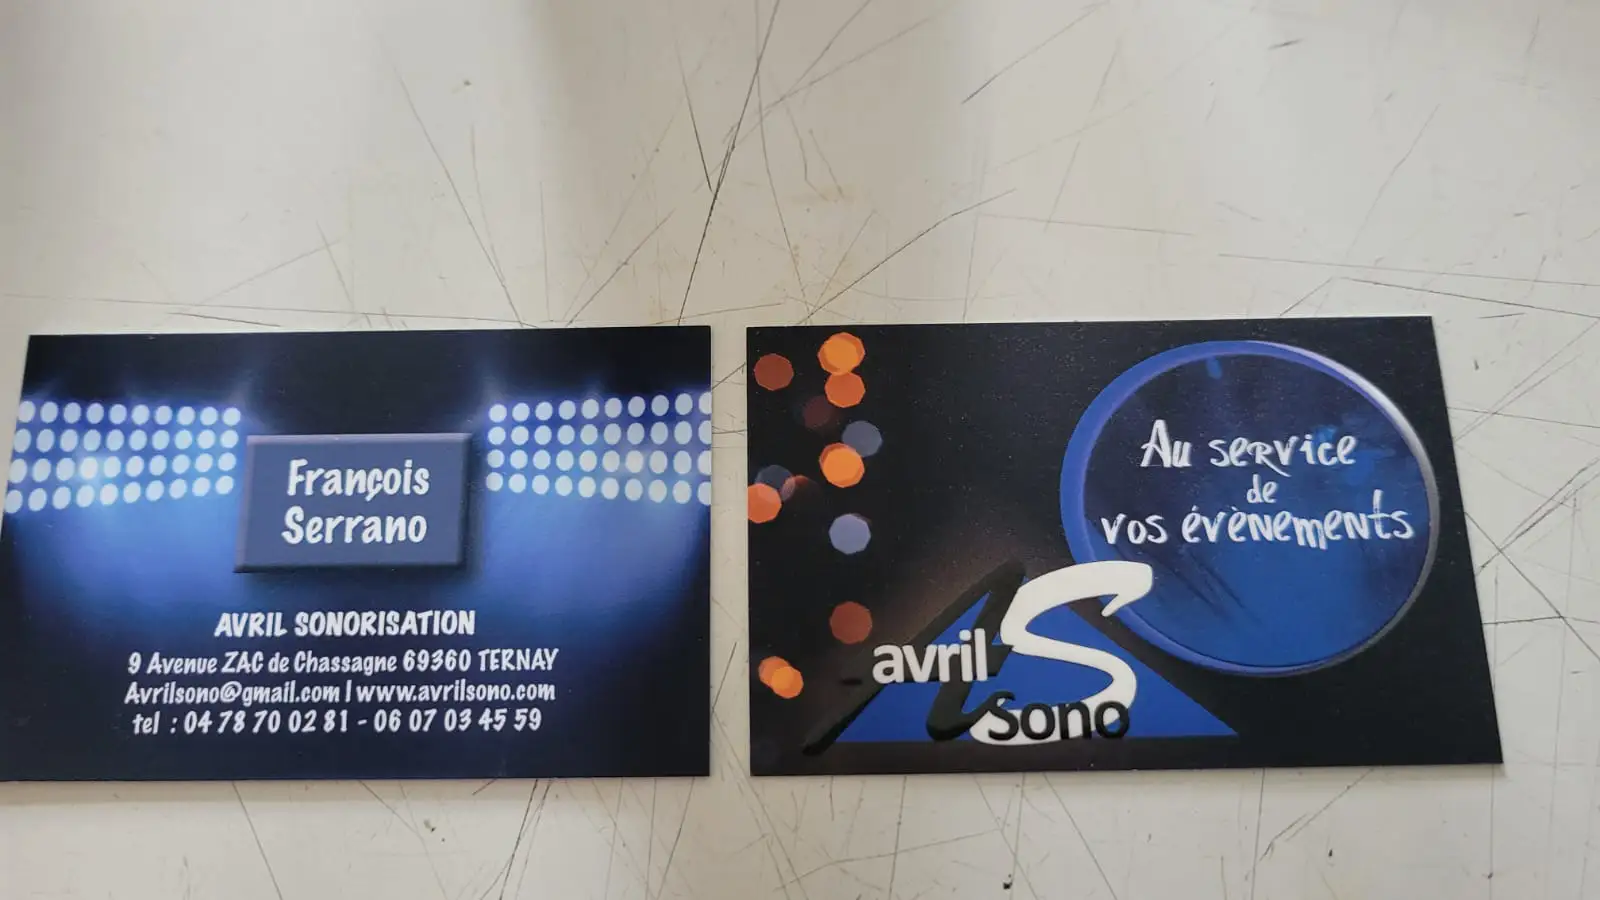 François
Serrano
AVRIL SONORISATION
9 Avenue ZAC de Chassagne 69360 TERNAY
Avrilsono@gmail.com | www.avrilsono.com
tel : 04 78 70 02 81 - 06 07 03 45 59
Au service
de
vos évènements
avril
sono